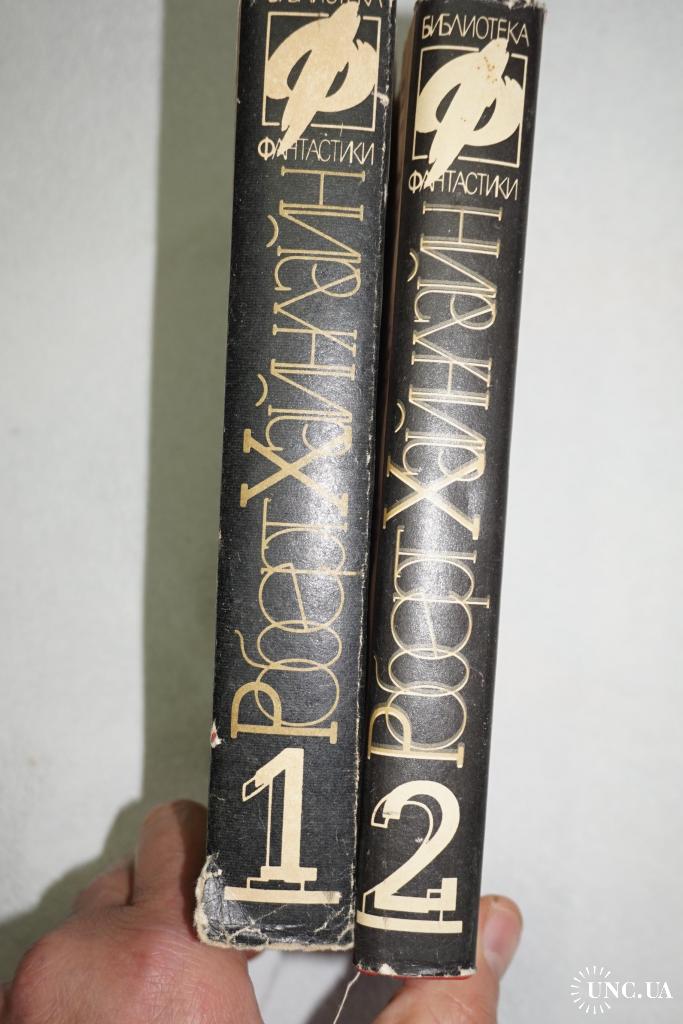 БИБЛИОТЕКА
Ф
ФАНТАСТИКИ
Роберт Хайнлайн
1
БИБЛИОТЕКА
Ф
ФАНТАСТИКИ
Роберт Хайнлайн
2
UNC.UA